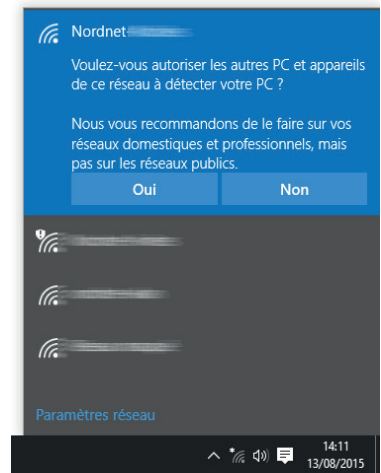 Nordnet
Voulez-vous autoriser les autres PC et appareils
de ce réseau à détecter votre PC ?
Nous vous recommandons de le faire sur vos
réseaux domestiques et professionnels, mais
pas sur les réseaux publics.
Oui Non
Paramètres réseau
14:11
13/08/2015